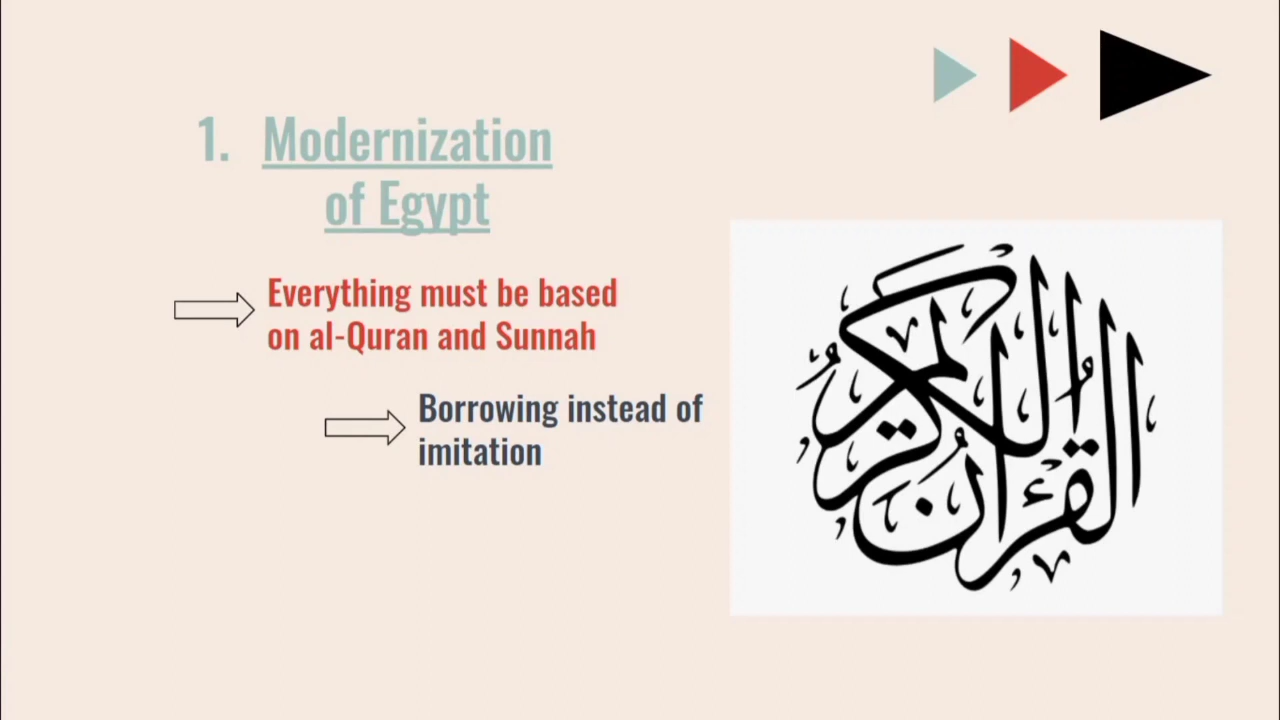 1. Modernization
of Egypt
Everything must be based
on al-Quran and Sunnah
Borrowing instead of
imitation
القرآن الكريم